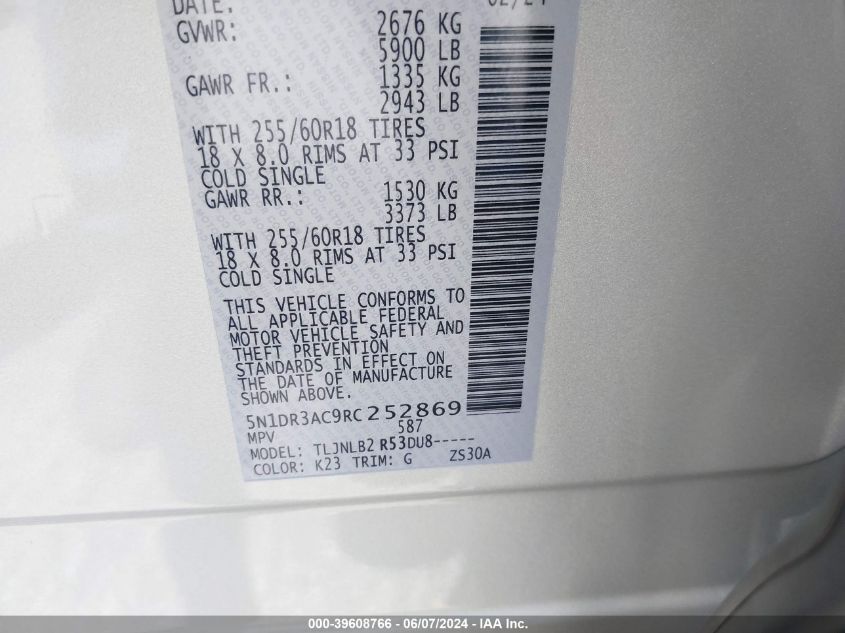 DATE: 02/24
GVWR: 2676 KG
5900 LB
GAWR FR.: 1335 KG
2943 LB
WITH 255/60R18 TIRES
18 X 8.0 RIMS AT 33 PSI
COLD SINGLE
GAWR RR.: 1530 KG
3373 LB
WITH 255/60R18 TIRES
18 X 8.0 RIMS AT 33 PSI
COLD SINGLE
THIS VEHICLE CONFORMS TO
ALL APPLICABLE FEDERAL
MOTOR VEHICLE SAFETY AND
THEFT PREVENTION
STANDARDS IN EFFECT ON
THE DATE OF MANUFACTURE
SHOWN ABOVE.
5N1DR3AC9RC252869
MPV 587
MODEL: TLJNLB2 R53DU8-----
COLOR: K23 TRIM: G ZS30A
000-39608766 - 06/07/2024 - IAA Inc.